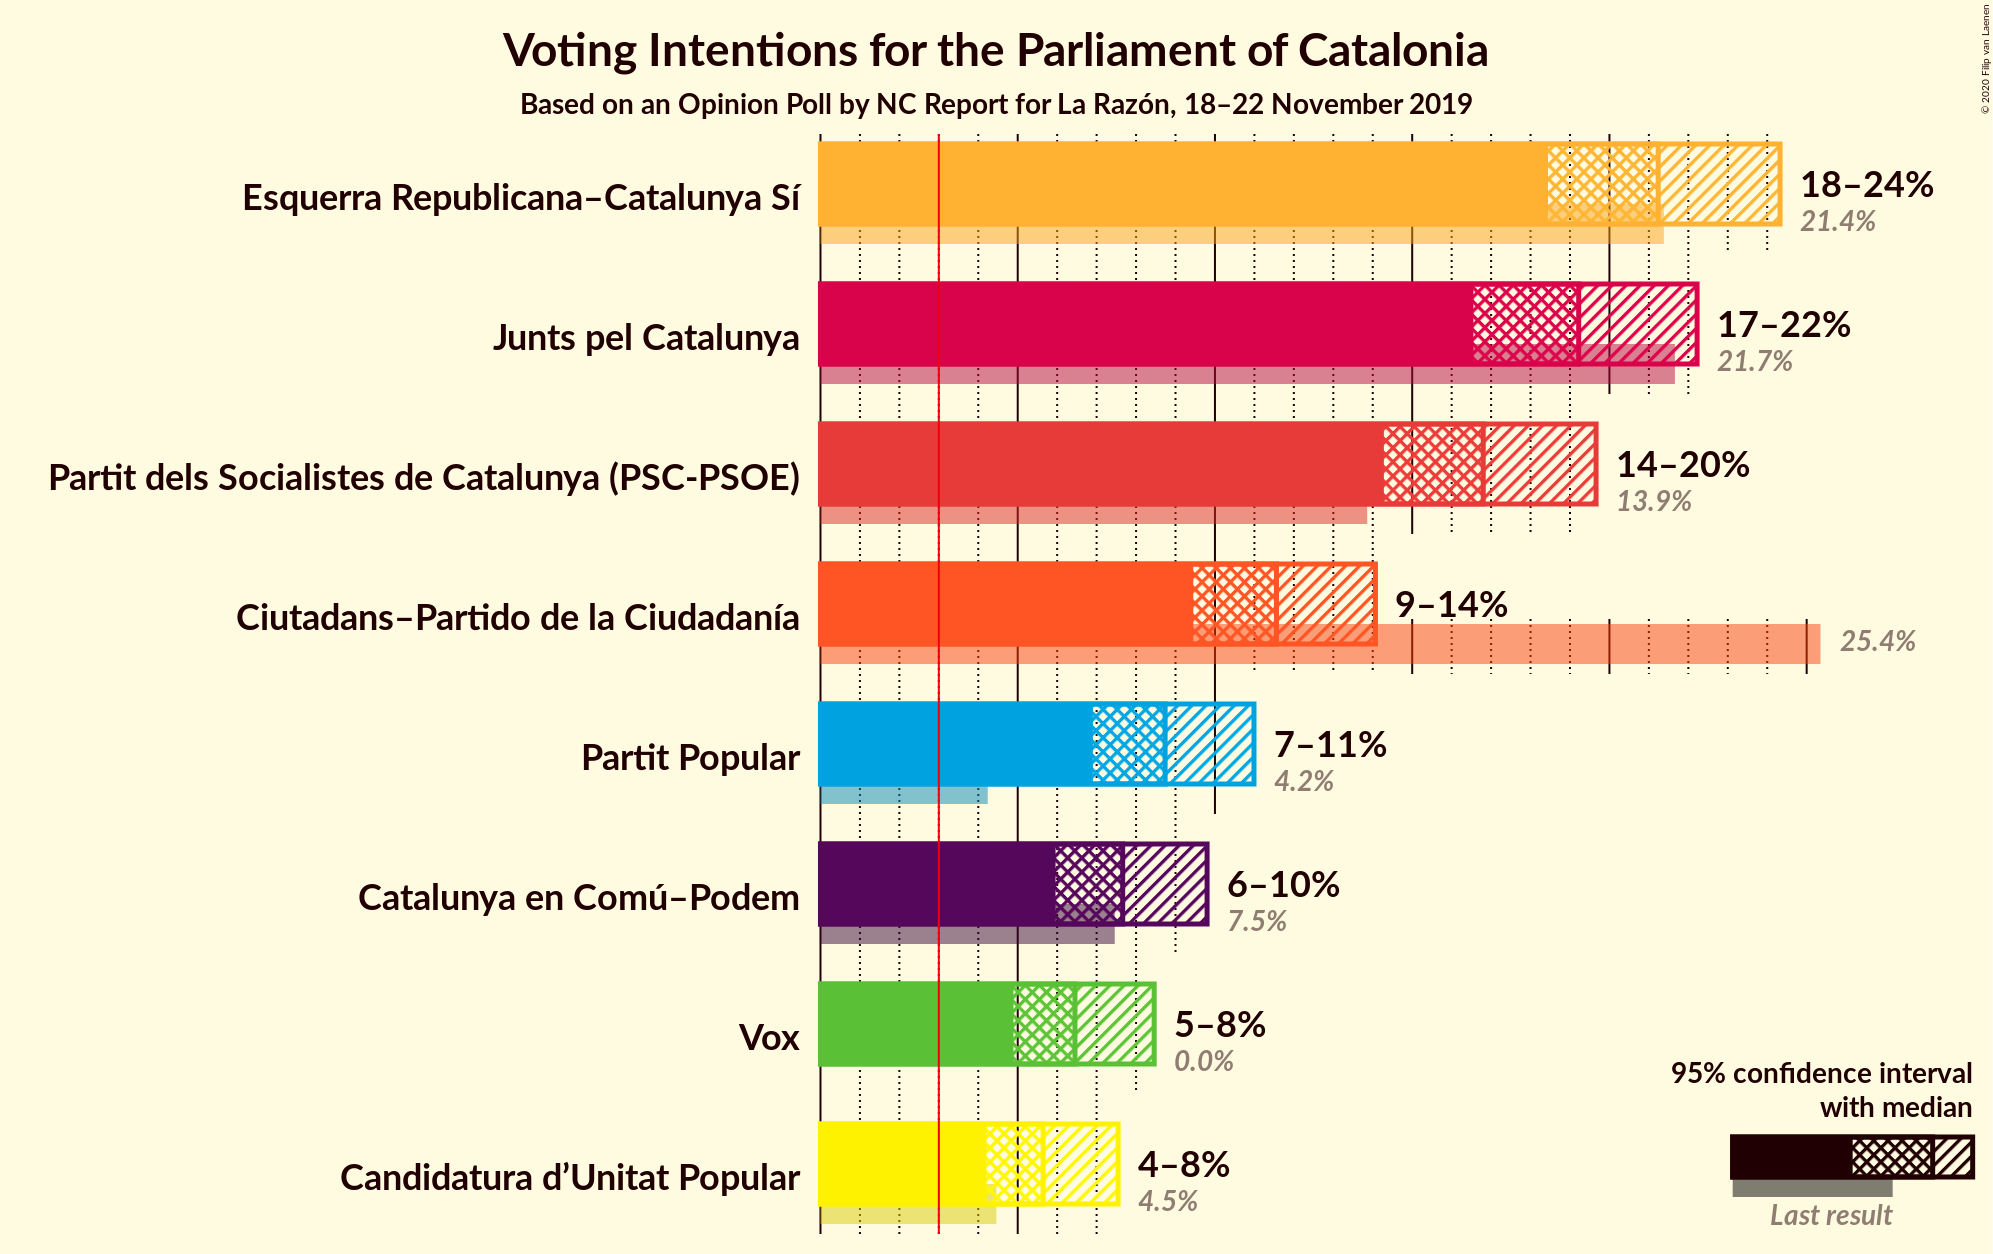 Voting Intentions for the Parliament of Catalonia
Based on an Opinion Poll by NC Report for La Razón, 18–22 November 2019
© 2020 Filip van Laenen
Esquerra Republicana–Catalunya Sí
18–24%
21.4%
Junts pel Catalunya
17–22%
21.7%
Partit dels Socialistes de Catalunya (PSC-PSOE)
14–20%
13.9%
Ciutadans–Partido de la Ciudadanía
9–14%
25.4%
Partit Popular
7–11%
4.2%
Catalunya en Comú–Podem
6–10%
7.5%
Vox
5–8%
0.0%
Candidatura d’Unitat Popular
4–8%
4.5%
95% confidence interval
with median
Last result